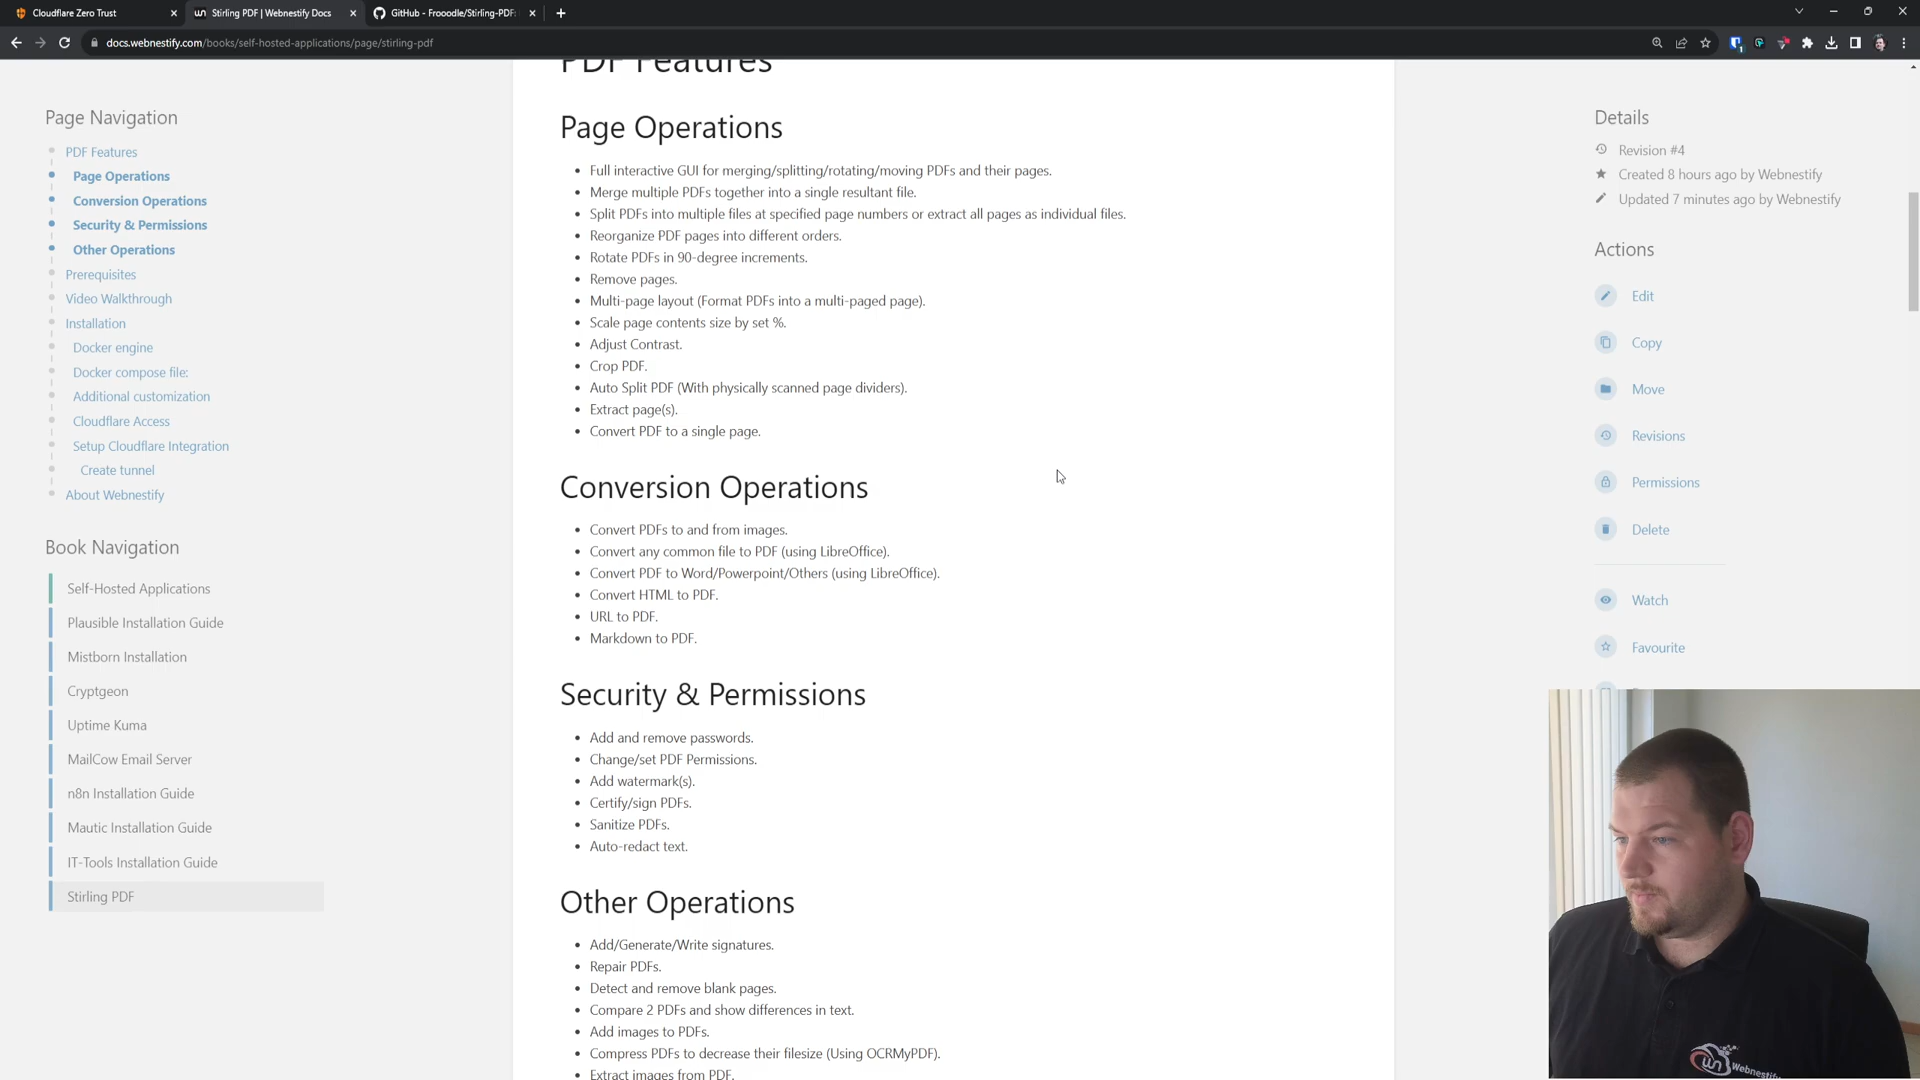 Cloudflare Zero Trust
Stirling PDF | Webnestify Docs
GitHub - Frooodle/Stirling-PDF:
docs.webnestify.com/books/self-hosted-applications/page/stirling-pdf
Page Navigation
PDF Features
Page Operations
Conversion Operations
Security & Permissions
Other Operations
Prerequisites
Video Walkthrough
Installation
Docker engine
Docker compose file:
Additional customization
Cloudflare Access
Setup Cloudflare Integration
Create tunnel
About Webnestify
Book Navigation
Self-Hosted Applications
Plausible Installation Guide
Mistborn Installation
Cryptgeon
Uptime Kuma
MailCow Email Server
n8n Installation Guide
Mautic Installation Guide
IT-Tools Installation Guide
Stirling PDF
PDF Features
Page Operations
Full interactive GUI for merging/splitting/rotating/moving PDFs and their pages.
Merge multiple PDFs together into a single resultant file.
Split PDFs into multiple files at specified page numbers or extract all pages as individual files.
Reorganize PDF pages into different orders.
Rotate PDFs in 90-degree increments.
Remove pages.
Multi-page layout (Format PDFs into a multi-paged page).
Scale page contents size by set %.
Adjust Contrast.
Crop PDF.
Auto Split PDF (With physically scanned page dividers).
Extract page(s).
Convert PDF to a single page.
Conversion Operations
Convert PDFs to and from images.
Convert any common file to PDF (using LibreOffice).
Convert PDF to Word/Powerpoint/Others (using LibreOffice).
Convert HTML to PDF.
URL to PDF.
Markdown to PDF.
Security & Permissions
Add and remove passwords.
Change/set PDF Permissions.
Add watermark(s).
Certify/sign PDFs.
Sanitize PDFs.
Auto-redact text.
Other Operations
Add/Generate/Write signatures.
Repair PDFs.
Detect and remove blank pages.
Compare 2 PDFs and show differences in text.
Add images to PDFs.
Compress PDFs to decrease their filesize (Using OCRMyPDF).
Extract images from PDF.
Details
Revision #4
Created 8 hours ago by Webnestify
Updated 7 minutes ago by Webnestify
Actions
Edit
Copy
Move
Revisions
Permissions
Delete
Watch
Favourite
Webnestify